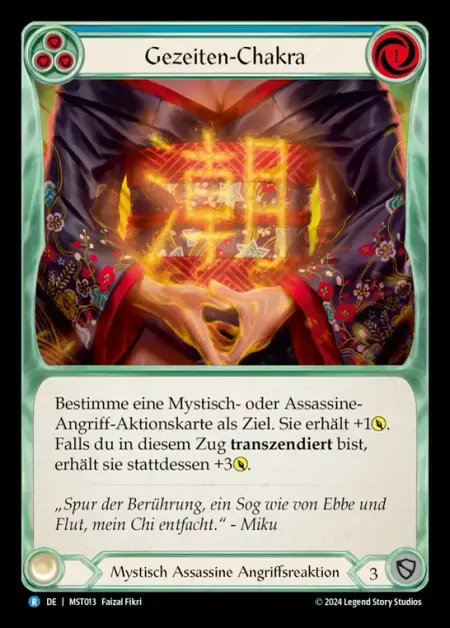 Gezeiten-Chakra
1
潮
Bestimme eine Mystisch- oder Assassine-
Angriff-Aktionskarte als Ziel. Sie erhält +1.
Falls du in diesem Zug transzendiert bist,
erhält sie stattdessen +3.
„Spur der Berührung, ein Sog wie von Ebbe und
Flut, mein Chi entfacht.“ - Miku
Mystisch Assassine Angriffsreaktion
3
R DE | MST013 Faizal Fikri
© 2024 Legend Story Studios